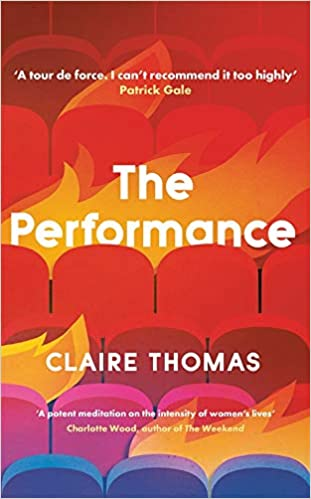 ‘A tour de force. I can’t recommend it too highly’
Patrick Gale
The
Performance
CLAIRE THOMAS
‘A potent meditation on the intensity of women’s lives’
Charlotte Wood, author of The Weekend